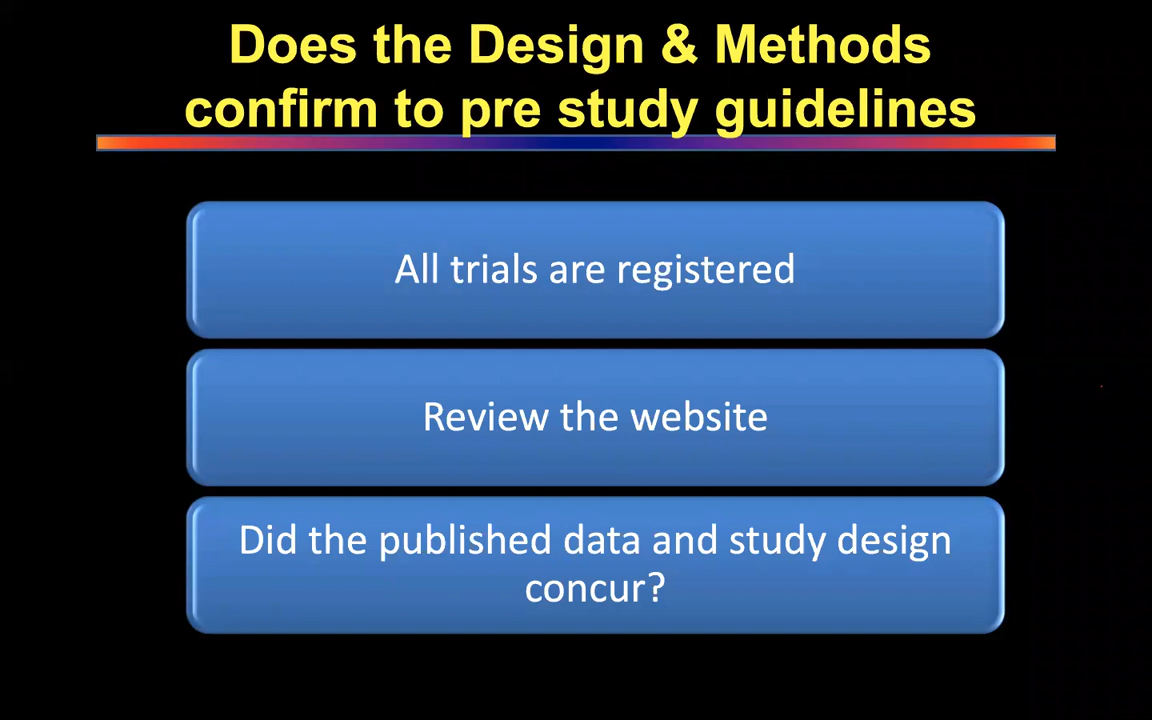 Does the Design & Methods
confirm to pre study guidelines
All trials are registered
Review the website
Did the published data and study design
concur?